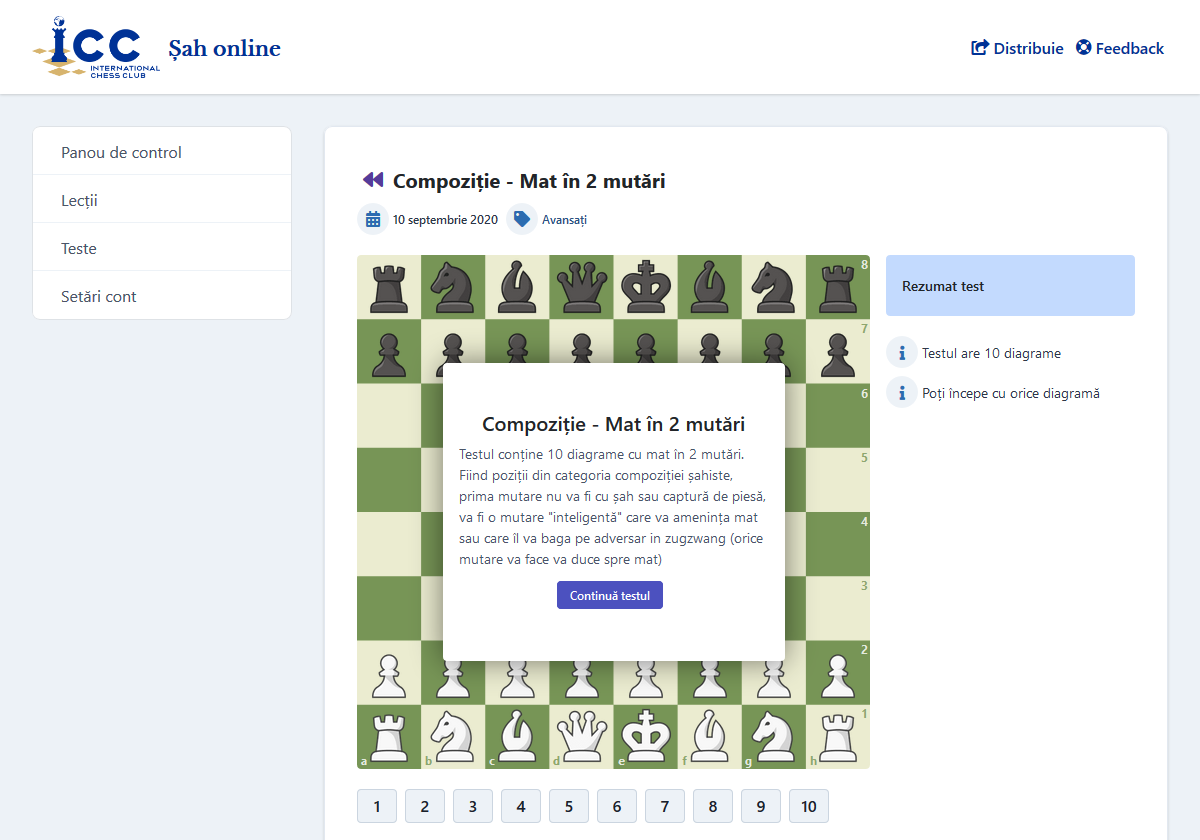 iCC
INTERNATIONAL
CHESS CLUB
Șah online
Distribuie
Feedback
Panou de control
Lecții
Teste
Setări cont
Compoziție - Mat în 2 mutări
10 septembrie 2020
Avansați
8
7
6
5
4
3
2
1
a
b
c
d
e
f
g
h
Compoziție - Mat în 2 mutări
Testul conține 10 diagrame cu mat în 2 mutări.
Fiind poziții din categoria compoziției șahiste,
prima mutare nu va fi cu șah sau captură de piesă,
va fi o mutare "inteligentă" care va amenința mat
sau care îl va baga pe adversar in zugzwang (orice
mutare va face va duce spre mat)
Continuă testul
Rezumat test
Testul are 10 diagrame
Poți începe cu orice diagramă
1 2 3 4 5 6 7 8 9 10